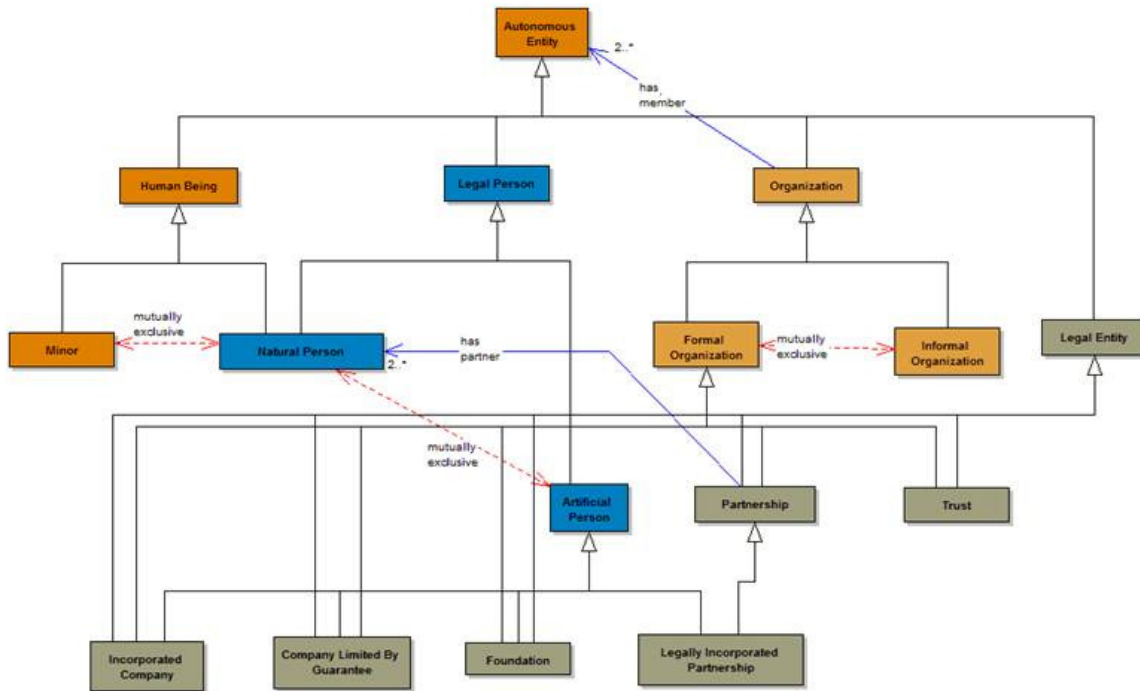 Autonomous
Entity
2..*
has
member
Human Being
Legal Person
Organization
mutually
exclusive
Minor
Natural Person
2..*
has
partner
Formal
Organization
mutually
exclusive
Informal
Organization
Legal Entity
mutually
exclusive
Artificial
Person
Partnership
Trust
Incorporated
Company
Company Limited By
Guarantee
Foundation
Legally Incorporated
Partnership